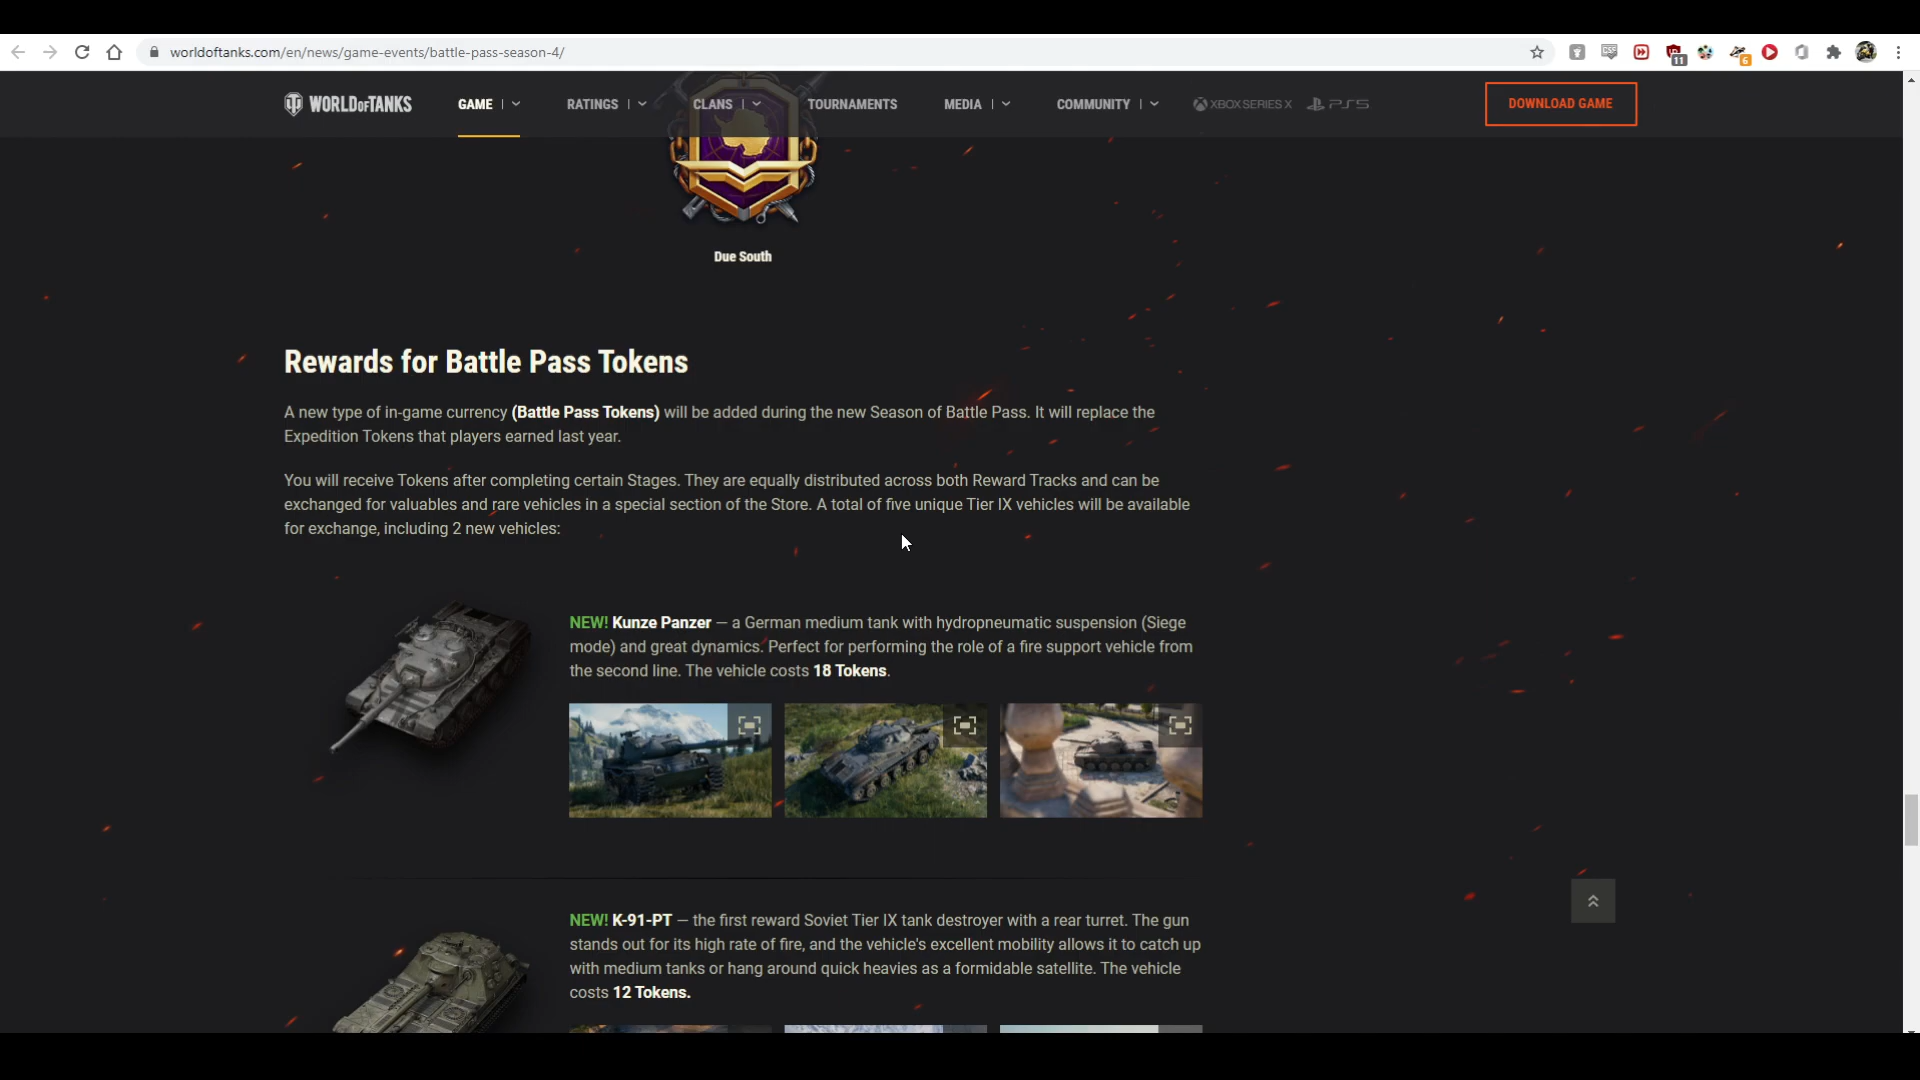 worldoftanks.com/en/news/game-events/battle-pass-season-4/
11
6
WORLD OF TANKS
GAME
RATINGS
CLANS
TOURNAMENTS
MEDIA
COMMUNITY
XBOX SERIES X
PS5
DOWNLOAD GAME
Due South
Rewards for Battle Pass Tokens
A new type of in-game currency (Battle Pass Tokens) will be added during the new Season of Battle Pass. It will replace the
Expedition Tokens that players earned last year.
You will receive Tokens after completing certain Stages. They are equally distributed across both Reward Tracks and can be
exchanged for valuables and rare vehicles in a special section of the Store. A total of five unique Tier IX vehicles will be available
for exchange, including 2 new vehicles:
NEW! Kunze Panzer — a German medium tank with hydropneumatic suspension (Siege
mode) and great dynamics. Perfect for performing the role of a fire support vehicle from
the second line. The vehicle costs 18 Tokens.
NEW! K-91-PT — the first reward Soviet Tier IX tank destroyer with a rear turret. The gun
stands out for its high rate of fire, and the vehicle's excellent mobility allows it to catch up
with medium tanks or hang around quick heavies as a formidable satellite. The vehicle
costs 12 Tokens.